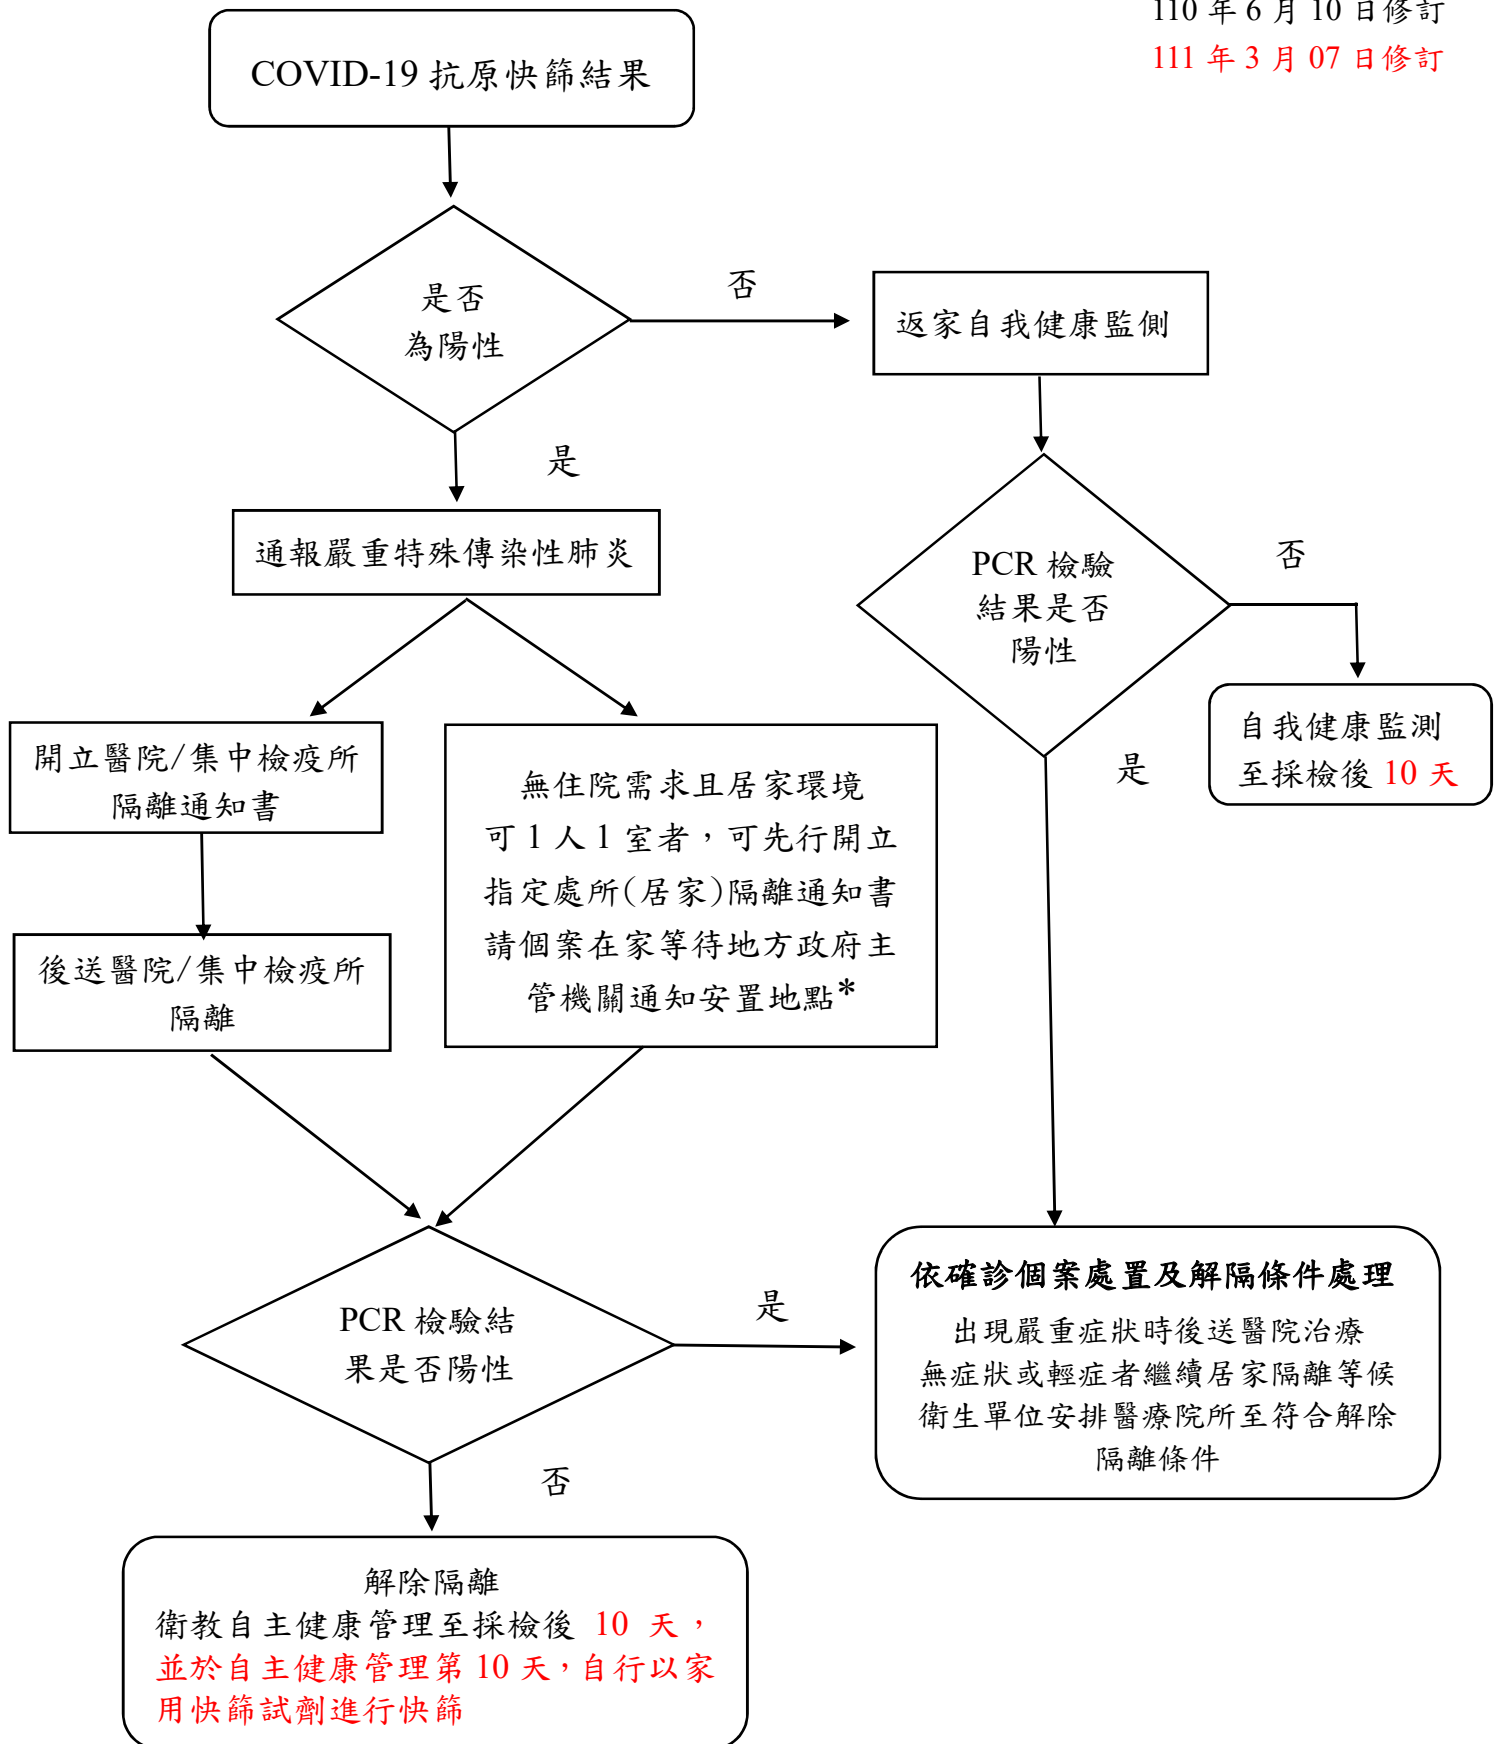 110 年 6 月 10 日修訂
111 年 3 月 07 日修訂
COVID-19 抗原快篩結果
是否
為陽性
否
返家自我健康監側
是
通報嚴重特殊傳染性肺炎
PCR 檢驗
結果是否
陽性
否
自我健康監測
至採檢後 10 天
是
開立醫院/集中檢疫所
隔離通知書
無住院需求且居家環境
可 1 人 1 室者，可先行開立
指定處所(居家)隔離通知書
請個案在家等待地方政府主
管機關通知安置地點*
後送醫院/集中檢疫所
隔離
PCR 檢驗結
果是否陽性
是
依確診個案處置及解隔條件處理
出現嚴重症狀時後送醫院治療
無症狀或輕症者繼續居家隔離等候
衛生單位安排醫療院所至符合解除
隔離條件
否
解除隔離
衛教自主健康管理至採檢後 10 天，
並於自主健康管理第 10 天，自行以家
用快篩試劑進行快篩